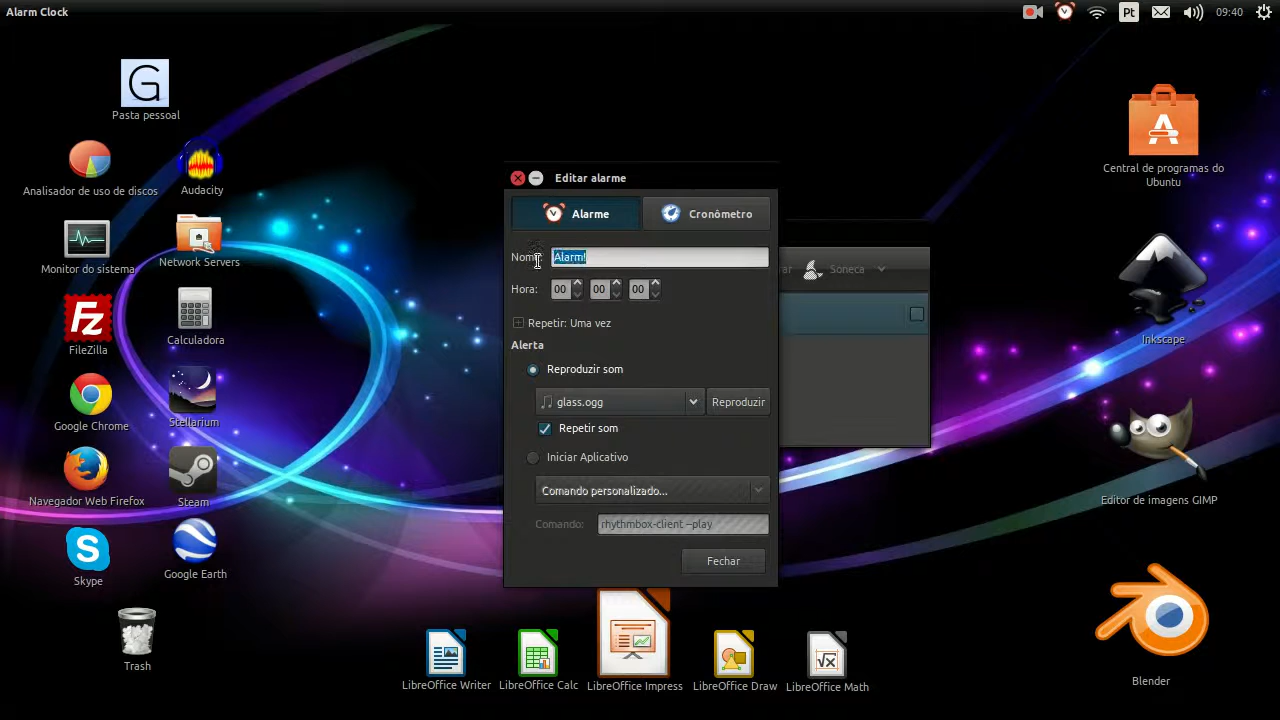 Alarm Clock
Pt
09:40
G
Pasta pessoal
Analisador de uso de discos
Audacity
Monitor do sistema
Network Servers
Fz
FileZilla
Calculadora
Google Chrome
Stellarium
Navegador Web Firefox
Steam
S
Skype
Google Earth
Trash
Editar alarme
Alarme
Cronômetro
Alarm!
Hora:
00
00
00
Repetir: Uma vez
Alerta
Reproduzir som
glass.ogg
Reproduzir
Repetir som
Iniciar Aplicativo
Comando personalizado...
Comando:
rhythmbox-client --play
Fechar
Soneca
LibreOffice Writer
LibreOffice Calc
LibreOffice Impress
LibreOffice Draw
LibreOffice Math
A
Central de programas do
Ubuntu
Inkscape
Editor de imagens GIMP
Blender